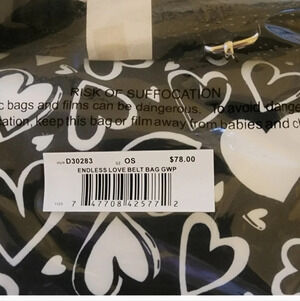 RISK OF SUFFOCATION
c bags and films can be dangerous. To avoid dange
ation, keep this bag or film away from babies and c
D30283 OS $78.00
ENDLESS LOVE BELT BAG GWP
7 47708 42577 2